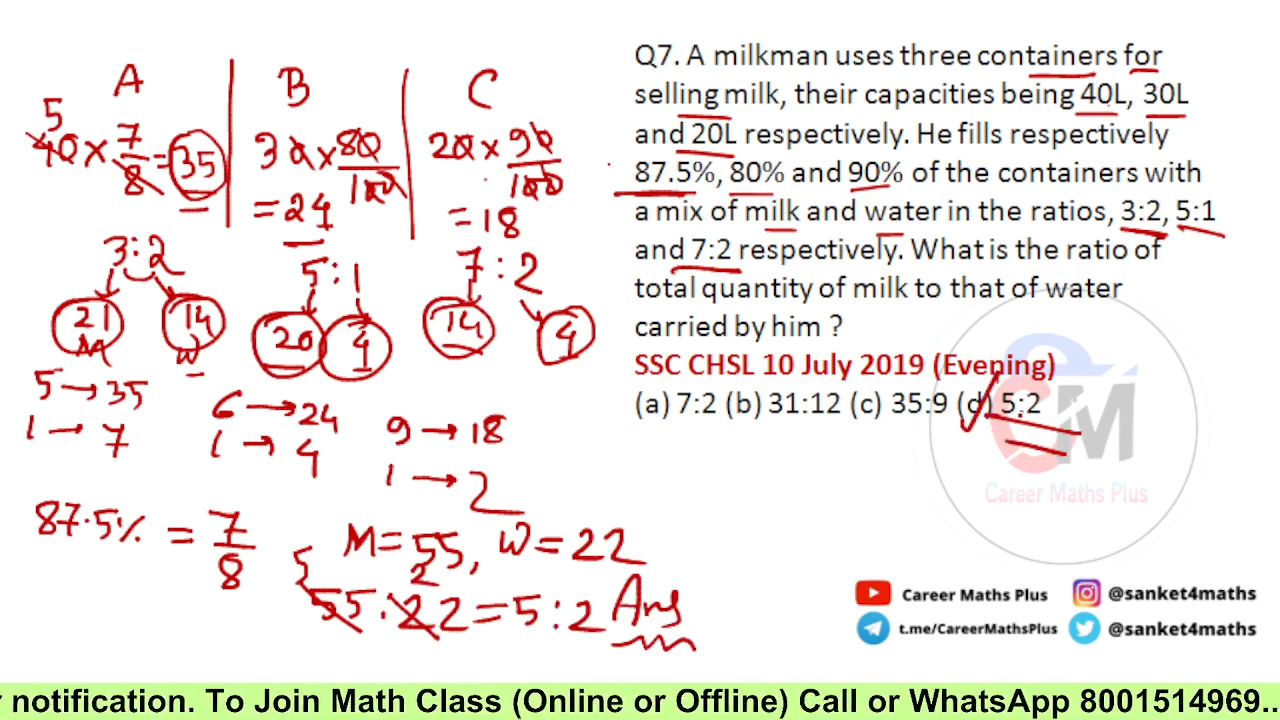 A
B
C
5
40 × 7/8 = 35
30 × 80/100
= 24
20 × 90/100
= 18
3:2
5:1
7:2
21
14
20
4
14
4
M
W
5 → 35
1 → 7
6 → 24
1 → 4
9 → 18
1 → 2
87.5% = 7/8
M = 55, W = 22
55:22 = 5:2 Ans
5
2
Q7. A milkman uses three containers for
selling milk, their capacities being 40L, 30L
and 20L respectively. He fills respectively
87.5%, 80% and 90% of the containers with
a mix of milk and water in the ratios, 3:2, 5:1
and 7:2 respectively. What is the ratio of
total quantity of milk to that of water
carried by him ?
SSC CHSL 10 July 2019 (Evening)
(a) 7:2 (b) 31:12 (c) 35:9 (d) 5:2
CM
Career Maths Plus
Career Maths Plus
@sanket4maths
t.me/CareerMathsPlus
@sanket4maths
r notification. To Join Math Class (Online or Offline) Call or WhatsApp 8001514969..